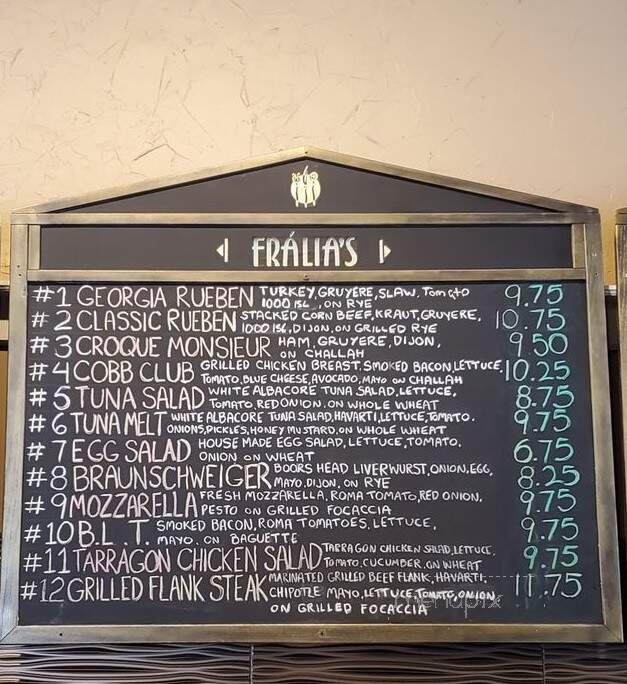 FRÁLIA'S
#1 GEORGIA RUEBEN TURKEY, GRUYERE, SLAW, TOMATO 9.75
1000 ISL, ON RYE
#2 CLASSIC RUEBEN STACKED CORN BEEF, KRAUT, GRUYERE, 10.75
1000 ISL, DIJON, ON GRILLED RYE
#3 CROQUE MONSIEUR HAM, GRUYERE, DIJON, 9.50
ON CHALLAH
#4 COBB CLUB GRILLED CHICKEN BREAST, SMOKED BACON, LETTUCE, 10.25
TOMATO, BLUE CHEESE, AVOCADO, MAYO ON CHALLAH
#5 TUNA SALAD WHITE ALBACORE TUNA SALAD, LETTUCE, 8.75
TOMATO, RED ONION, ON WHOLE WHEAT
#6 TUNA MELT WHITE ALBACORE TUNA SALAD, HAVARTI, LETTUCE, TOMATO, 9.75
ONIONS, PICKLES, HONEY MUSTARD, ON WHOLE WHEAT
#7 EGG SALAD HOUSE MADE EGG SALAD, LETTUCE, TOMATO, 6.75
ONION ON WHEAT
#8 BRAUNSCHWEIGER BOORS HEAD LIVERWURST, ONION, EGG, 8.25
MAYO, DIJON, ON RYE
#9 MOZZARELLA FRESH MOZZARELLA, ROMA TOMATO, RED ONION, 9.75
PESTO ON GRILLED FOCACCIA
#10 B.L.T. SMOKED BACON, ROMA TOMATOES, LETTUCE, 9.75
MAYO, ON BAGUETTE
#11 TARRAGON CHICKEN SALAD TARRAGON CHICKEN SALAD, LETTUCE, 9.75
TOMATO, CUCUMBER, ON WHEAT
#12 GRILLED FLANK STEAK MARINATED GRILLED BEEF FLANK, HAVARTI, 11.75
CHIPOTLE MAYO, LETTUCE, TOMATO, ONION
ON GRILLED FOCACCIA
menupix